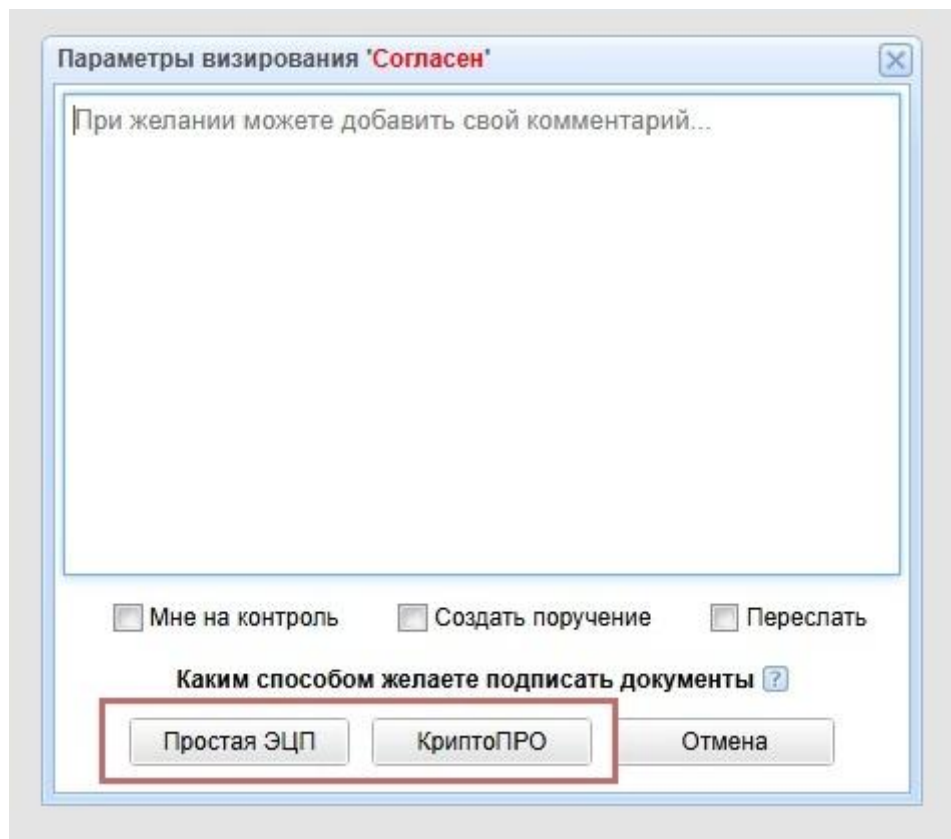 Параметры визирования 'Согласен'
При желании можете добавить свой комментарий...
Мне на контроль Создать поручение Переслать
Каким способом желаете подписать документы ?
Простая ЭЦП КриптоПРО Отмена